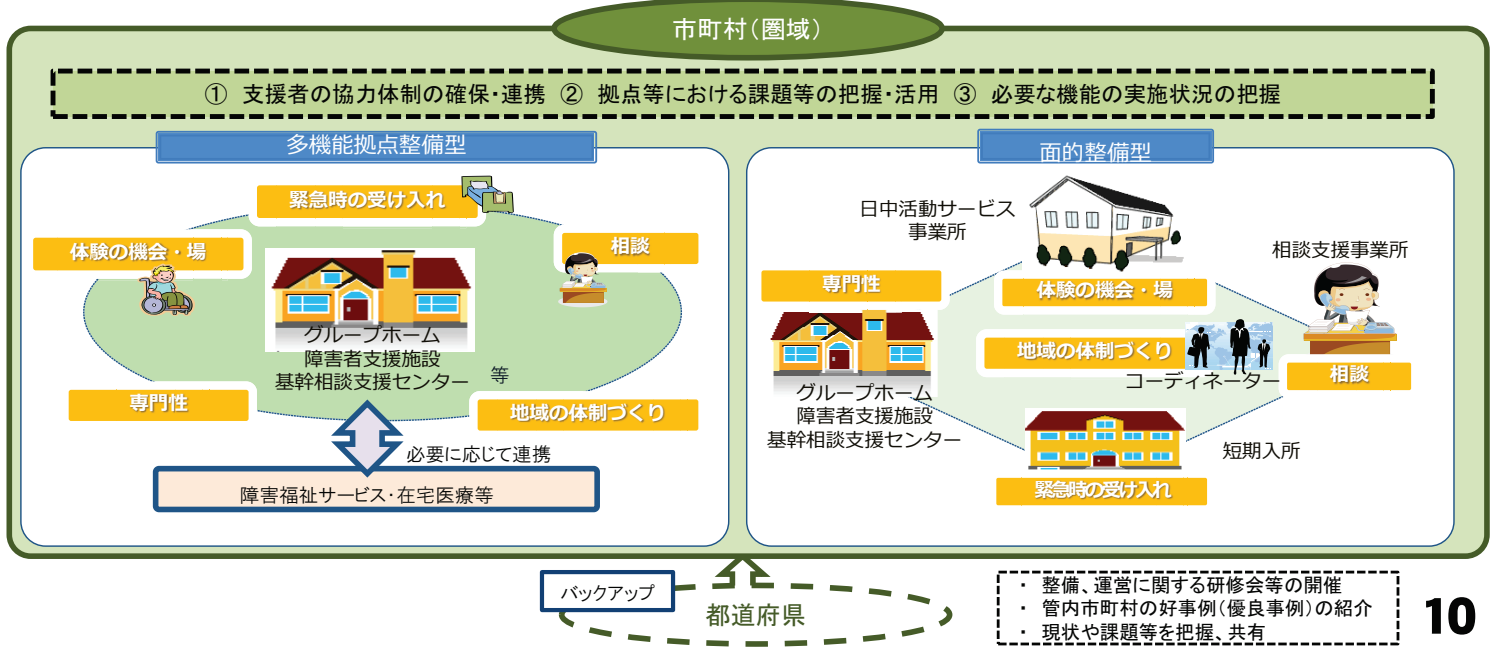 市町村（圏域）
① 支援者の協力体制の確保・連携 ② 拠点等における課題等の把握・活用 ③ 必要な機能の実施状況の把握
多機能拠点整備型
緊急時の受け入れ
体験の機会・場
相談
グループホーム
障害者支援施設
基幹相談支援センター 等
専門性
地域の体制づくり
必要に応じて連携
障害福祉サービス・在宅医療等
面的整備型
日中活動サービス
事業所
相談支援事業所
専門性
体験の機会・場
地域の体制づくり
コーディネーター
相談
グループホーム
障害者支援施設
基幹相談支援センター
短期入所
緊急時の受け入れ
バックアップ
都道府県
・ 整備、運営に関する研修会等の開催
・ 管内市町村の好事例（優良事例）の紹介
・ 現状や課題等を把握、共有
10